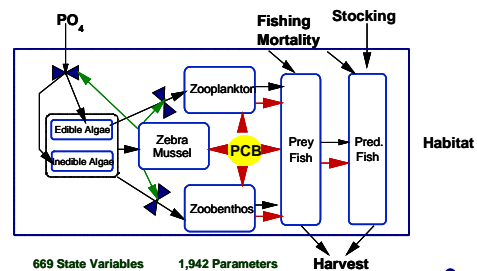 PO4
Fishing
Mortality
Stocking
Zooplanktor
Edible Algae
Inedible Algae
Zebra
Mussel
PCB
Prey
Fish
Pred.
Fish
Habitat
Zoobenthos
669 State Variables
1,942 Parameters
Harvest